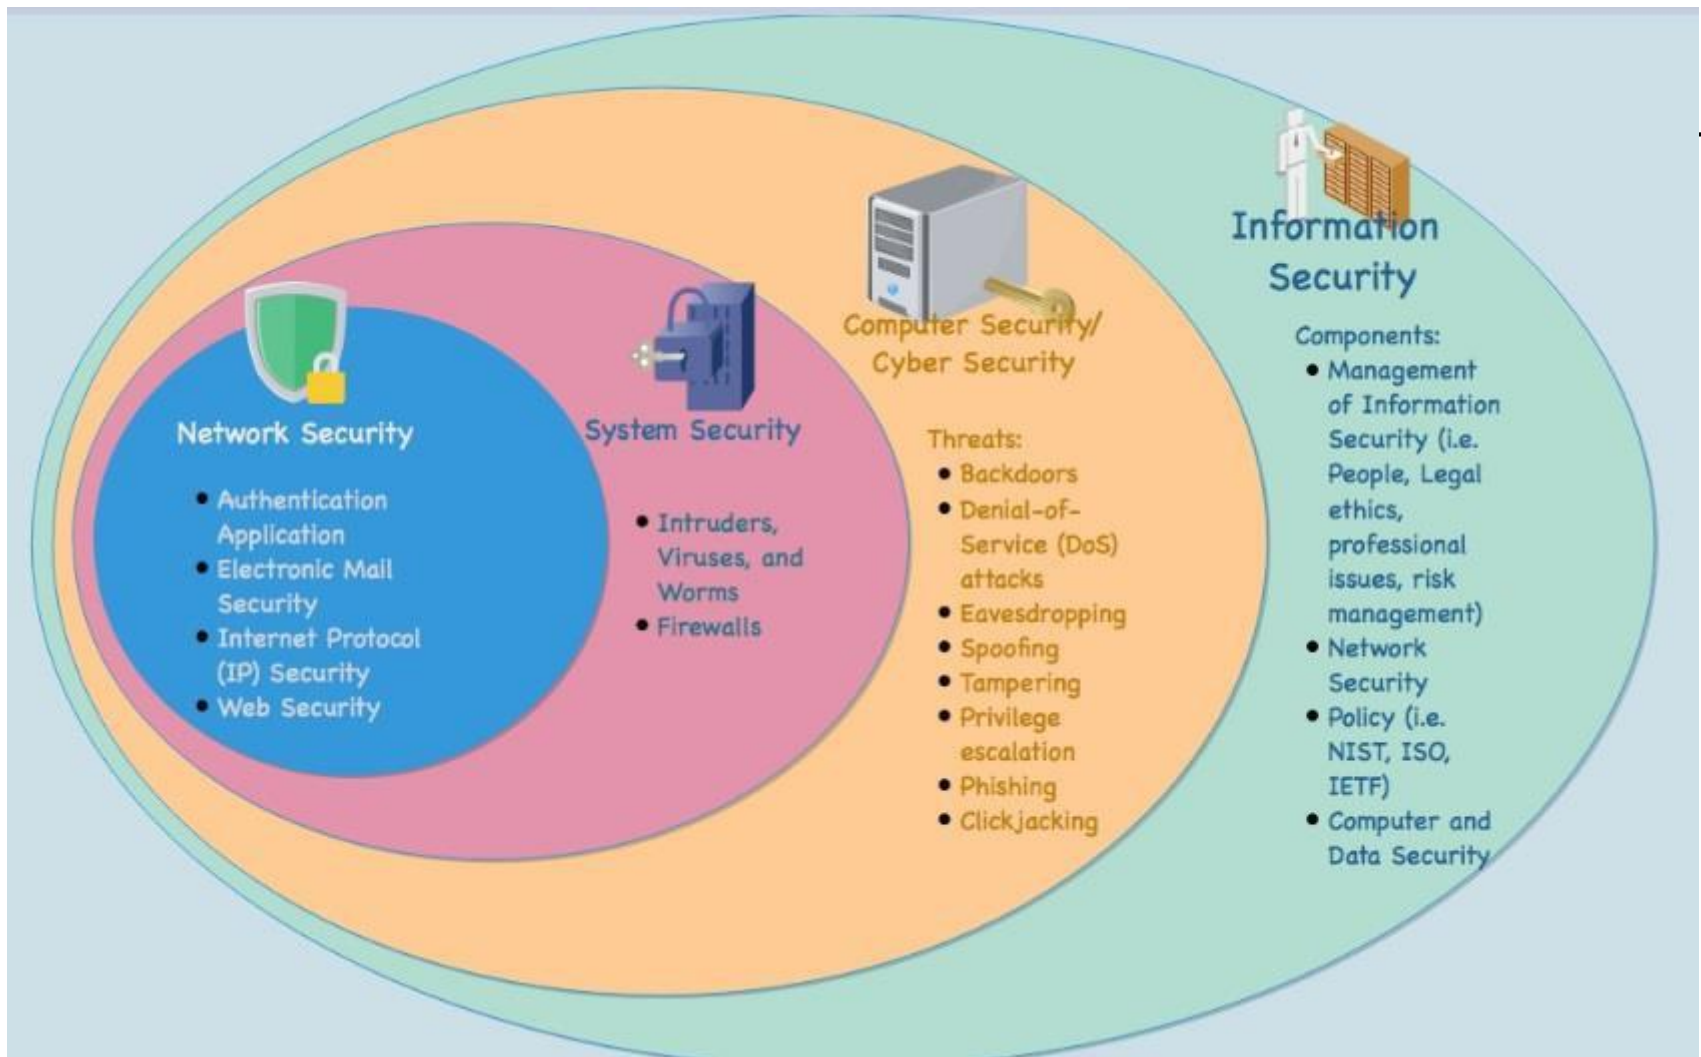 Network Security
• Authentication
Application
• Electronic Mail
Security
• Internet Protocol
(IP) Security
• Web Security
System Security
• Intruders,
Viruses, and
Worms
• Firewalls
Computer Security/
Cyber Security
Threats:
• Backdoors
• Denial-of-
Service (DoS)
attacks
• Eavesdropping
• Spoofing
• Tampering
• Privilege
escalation
• Phishing
• Clickjacking
Information
Security
Components:
• Management
of Information
Security (i.e.
People, Legal
ethics,
professional
issues, risk
management)
• Network
Security
• Policy (i.e.
NIST, ISO,
IETF)
• Computer and
Data Security